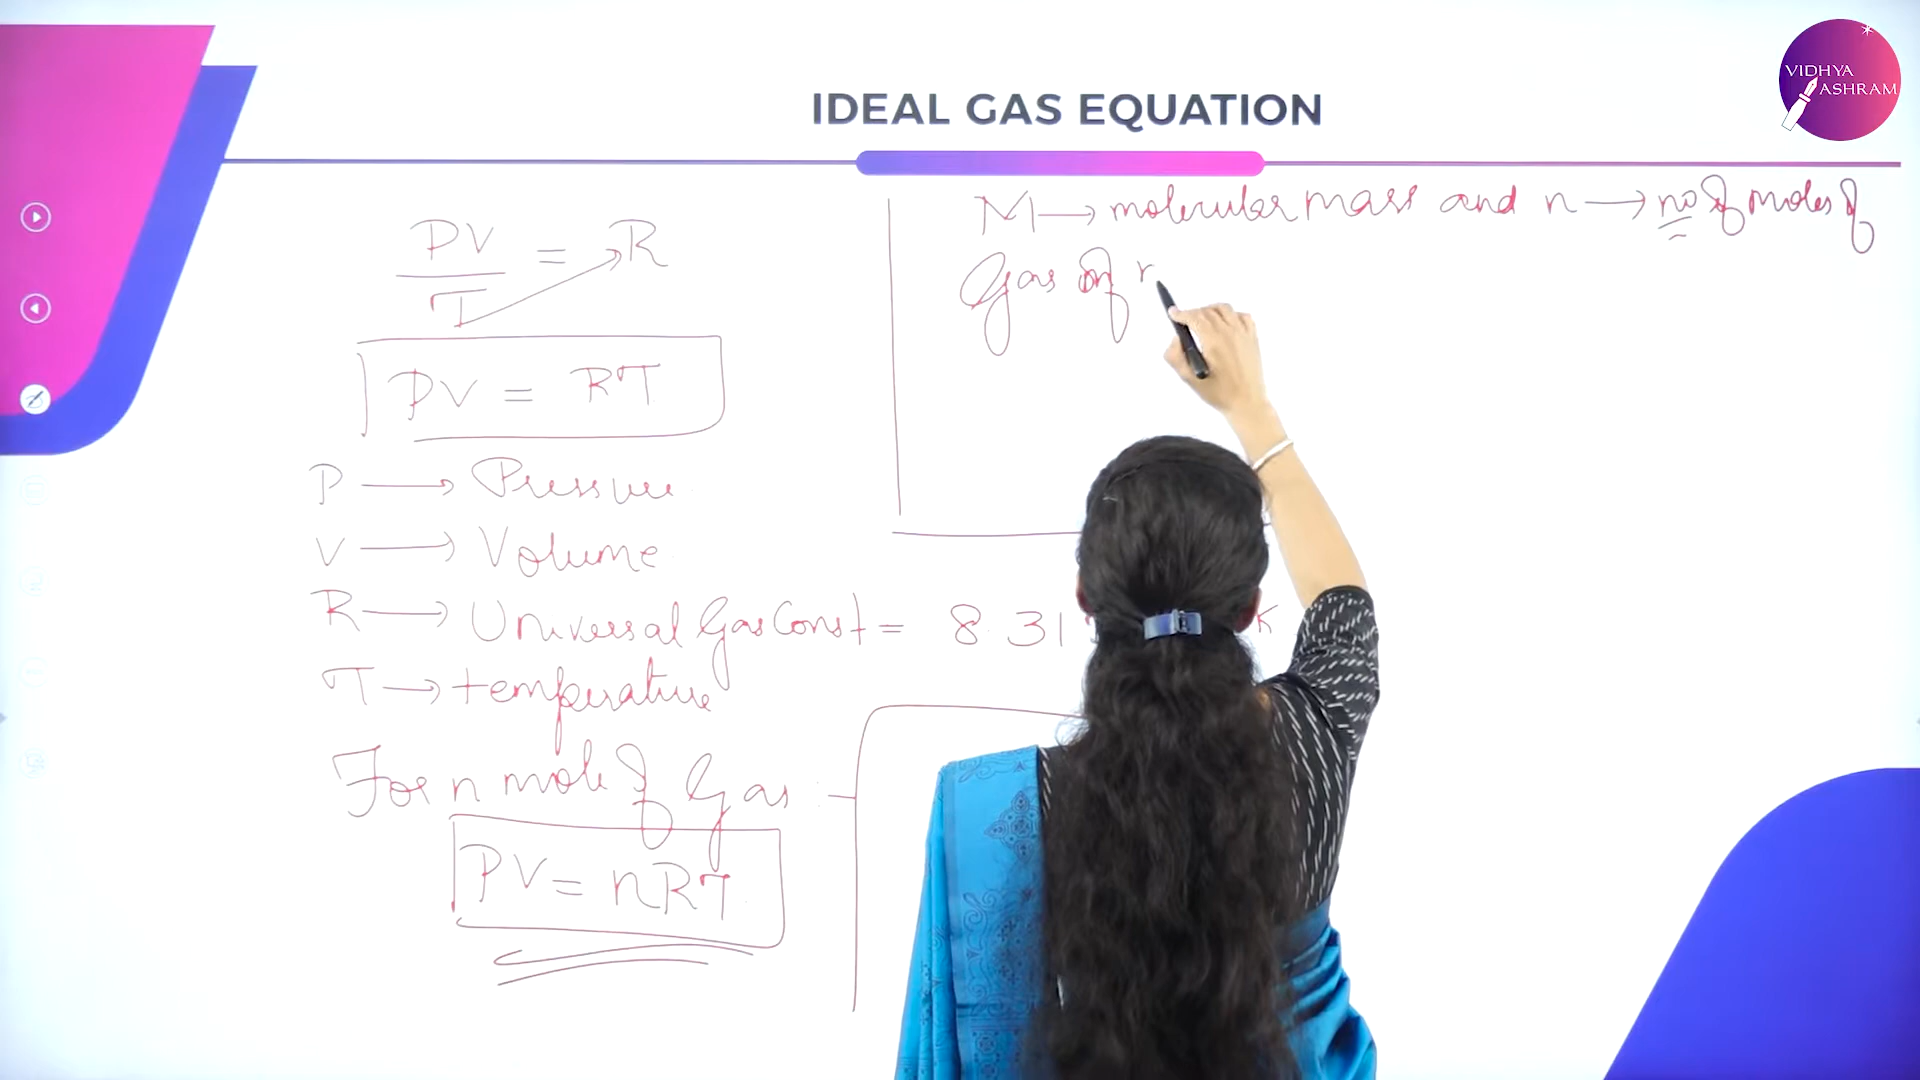 VIDHYA
ASHRAM
IDEAL GAS EQUATION
PV
T
= R
PV = RT
P → Pressure
V → Volume
R → Universal Gas Const = 8.31 K
T → temperature
For n mole of Gas :-
PV = nRT
M → molecular mass and n → no of moles of
Gas of